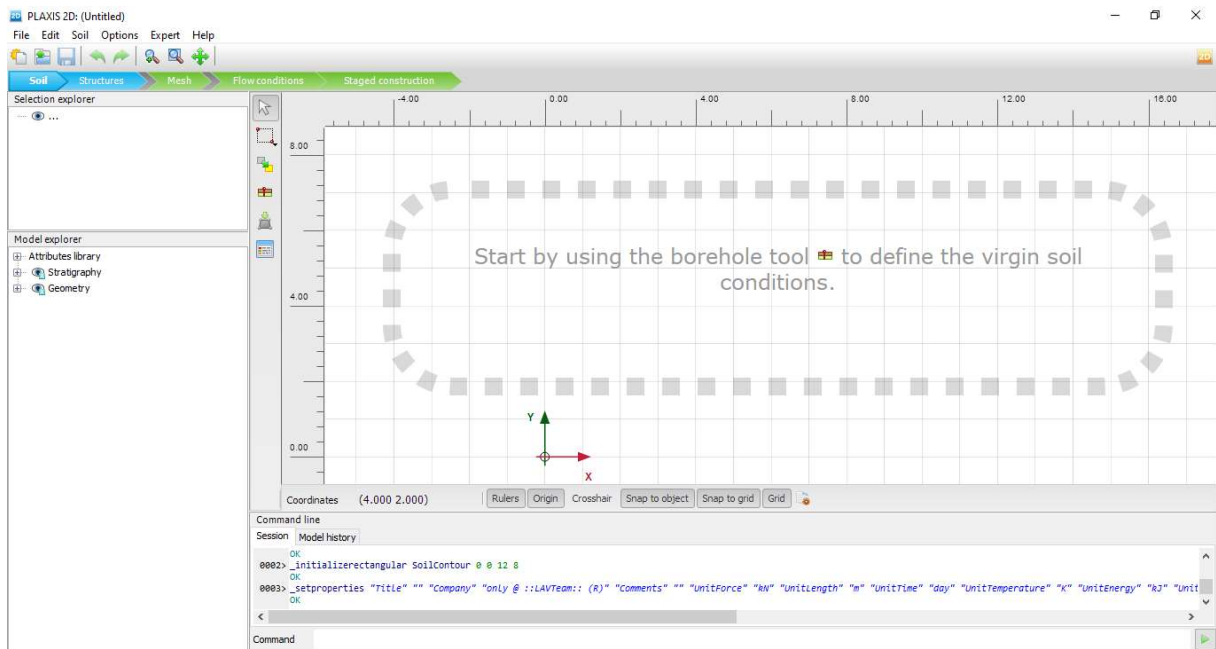 PLAXIS 2D: (Untitled)
File Edit Soil Options Expert Help
Soil Structures Mesh Flow conditions Staged construction
Selection explorer
...
Model explorer
Attributes library
Stratigraphy
Geometry
-4.00 0.00 4.00 8.00 12.00 16.00
8.00
Start by using the borehole tool to define the virgin soil
conditions.
4.00
Y
0.00
X
Coordinates (4.000 2.000) Rulers Origin Crosshair Snap to object Snap to grid Grid
Command line
Session Model history
OK
0002> _initializerectangular SoilContour 0 0 12 8
OK
0003> _setproperties "Title" "" "Company" "only @ ::LAVTeam:: (R)" "Comments" "" "UnitForce" "kN" "UnitLength" "m" "UnitTime" "day" "UnitTemperature" "K" "UnitEnergy" "kJ" "Unit
OK
Command